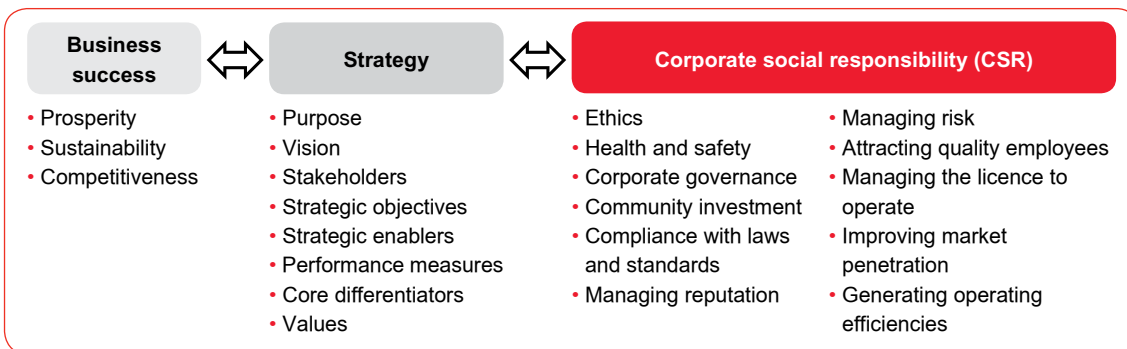 Business
success
Strategy
Corporate social responsibility (CSR)
• Prosperity
• Sustainability
• Competitiveness
• Purpose
• Vision
• Stakeholders
• Strategic objectives
• Strategic enablers
• Performance measures
• Core differentiators
• Values
• Ethics
• Health and safety
• Corporate governance
• Community investment
• Compliance with laws
and standards
• Managing reputation
• Managing risk
• Attracting quality employees
• Managing the licence to
operate
• Improving market
penetration
• Generating operating
efficiencies